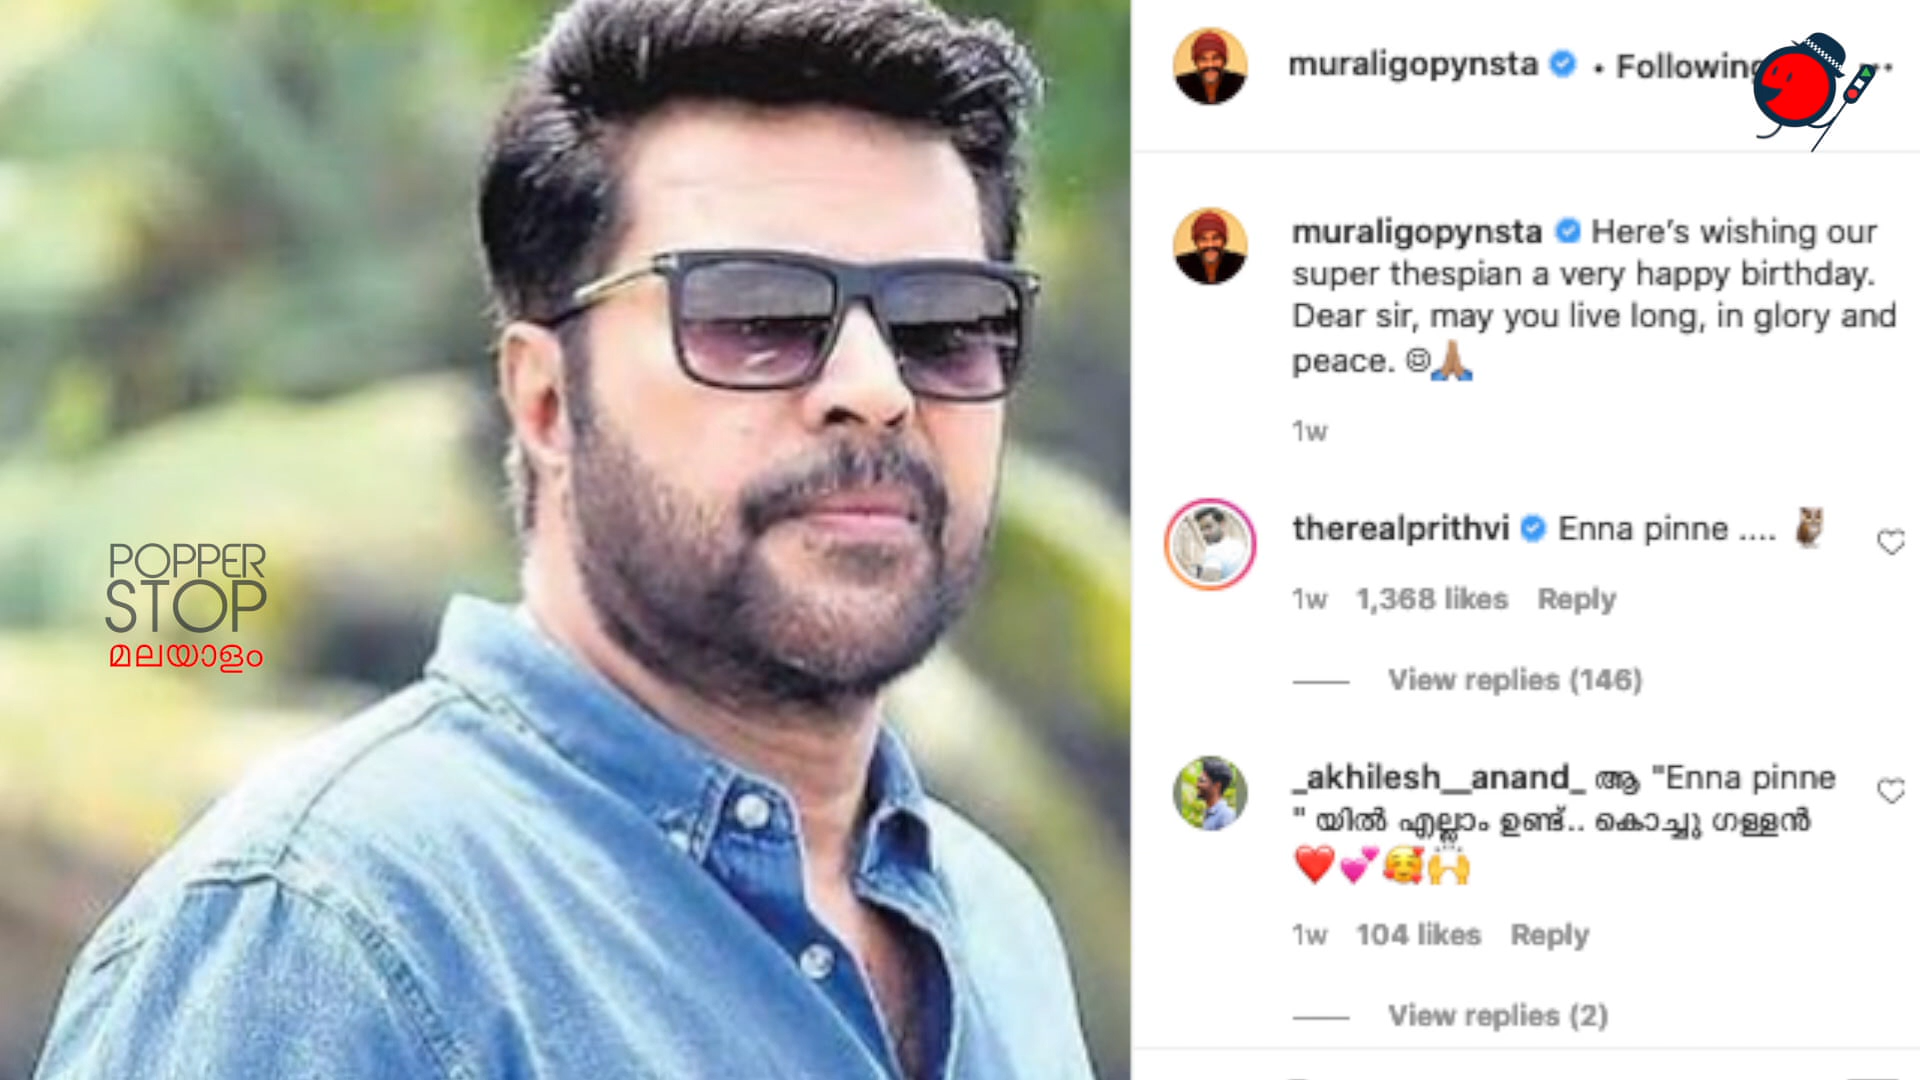 POPPER
STOP
മലയാളം
muraligopynsta • Following
muraligopynsta Here’s wishing our
super thespian a very happy birthday.
Dear sir, may you live long, in glory and
peace. 😌🙏🏽
1w
therealprithvi Enna pinne .... 🦉
1w 1,368 likes Reply
View replies (146)
_akhilesh__anand_ ആ "Enna pinne
" യിൽ എല്ലാം ഉണ്ട്.. കൊച്ചു ഗള്ളൻ
❤️💕🥰🙌
1w 104 likes Reply
View replies (2)